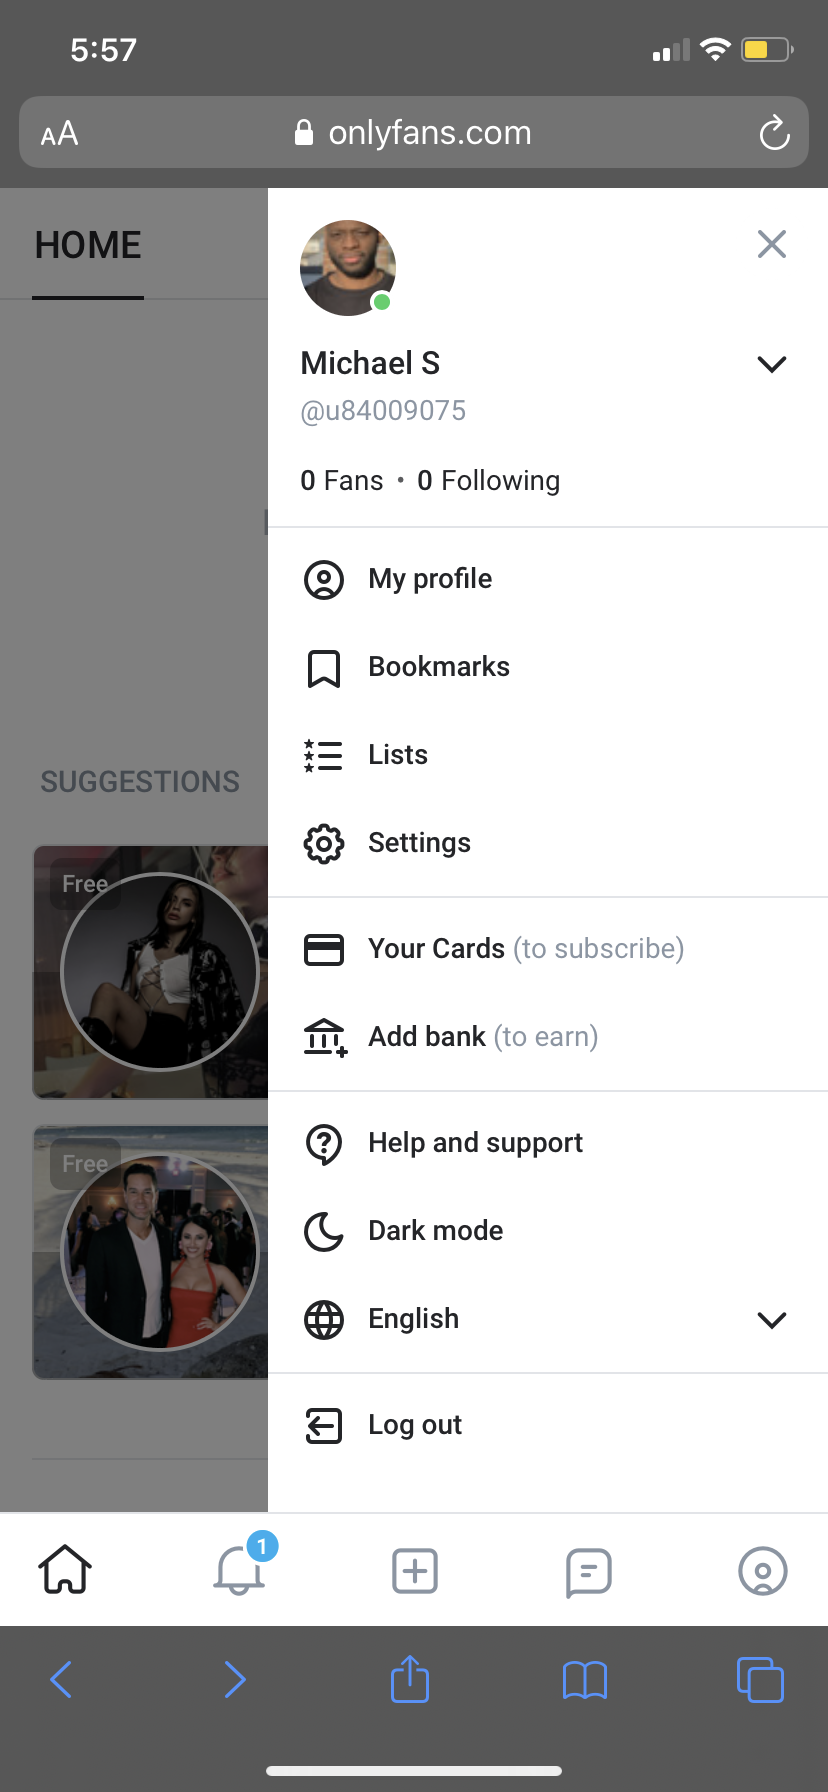 5:57
AA onlyfans.com
HOME
Michael S
@u84009075
0 Fans • 0 Following
My profile
Bookmarks
Lists
SUGGESTIONS
Settings
Free
Your Cards (to subscribe)
Add bank (to earn)
Help and support
Free
Dark mode
English
Log out
1